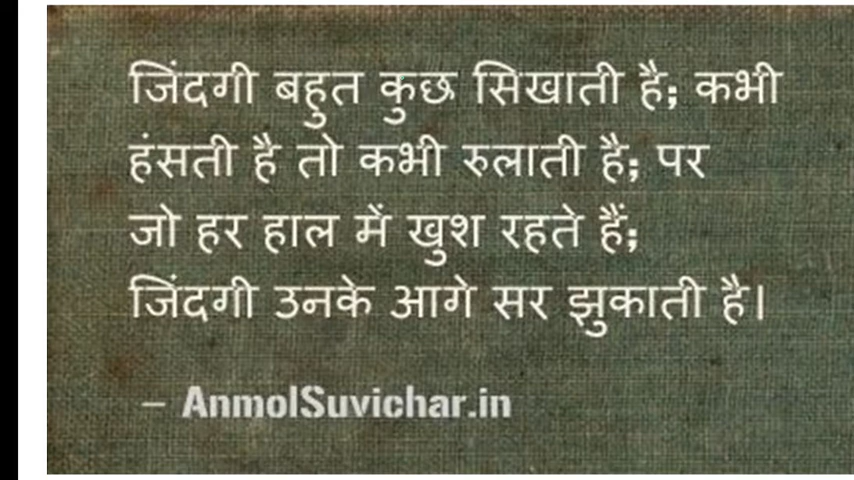 जिंदगी बहुत कुछ सिखाती है; कभी
हंसती है तो कभी रुलाती है; पर
जो हर हाल में खुश रहते हैं;
जिंदगी उनके आगे सर झुकाती है।
– AnmolSuvichar.in